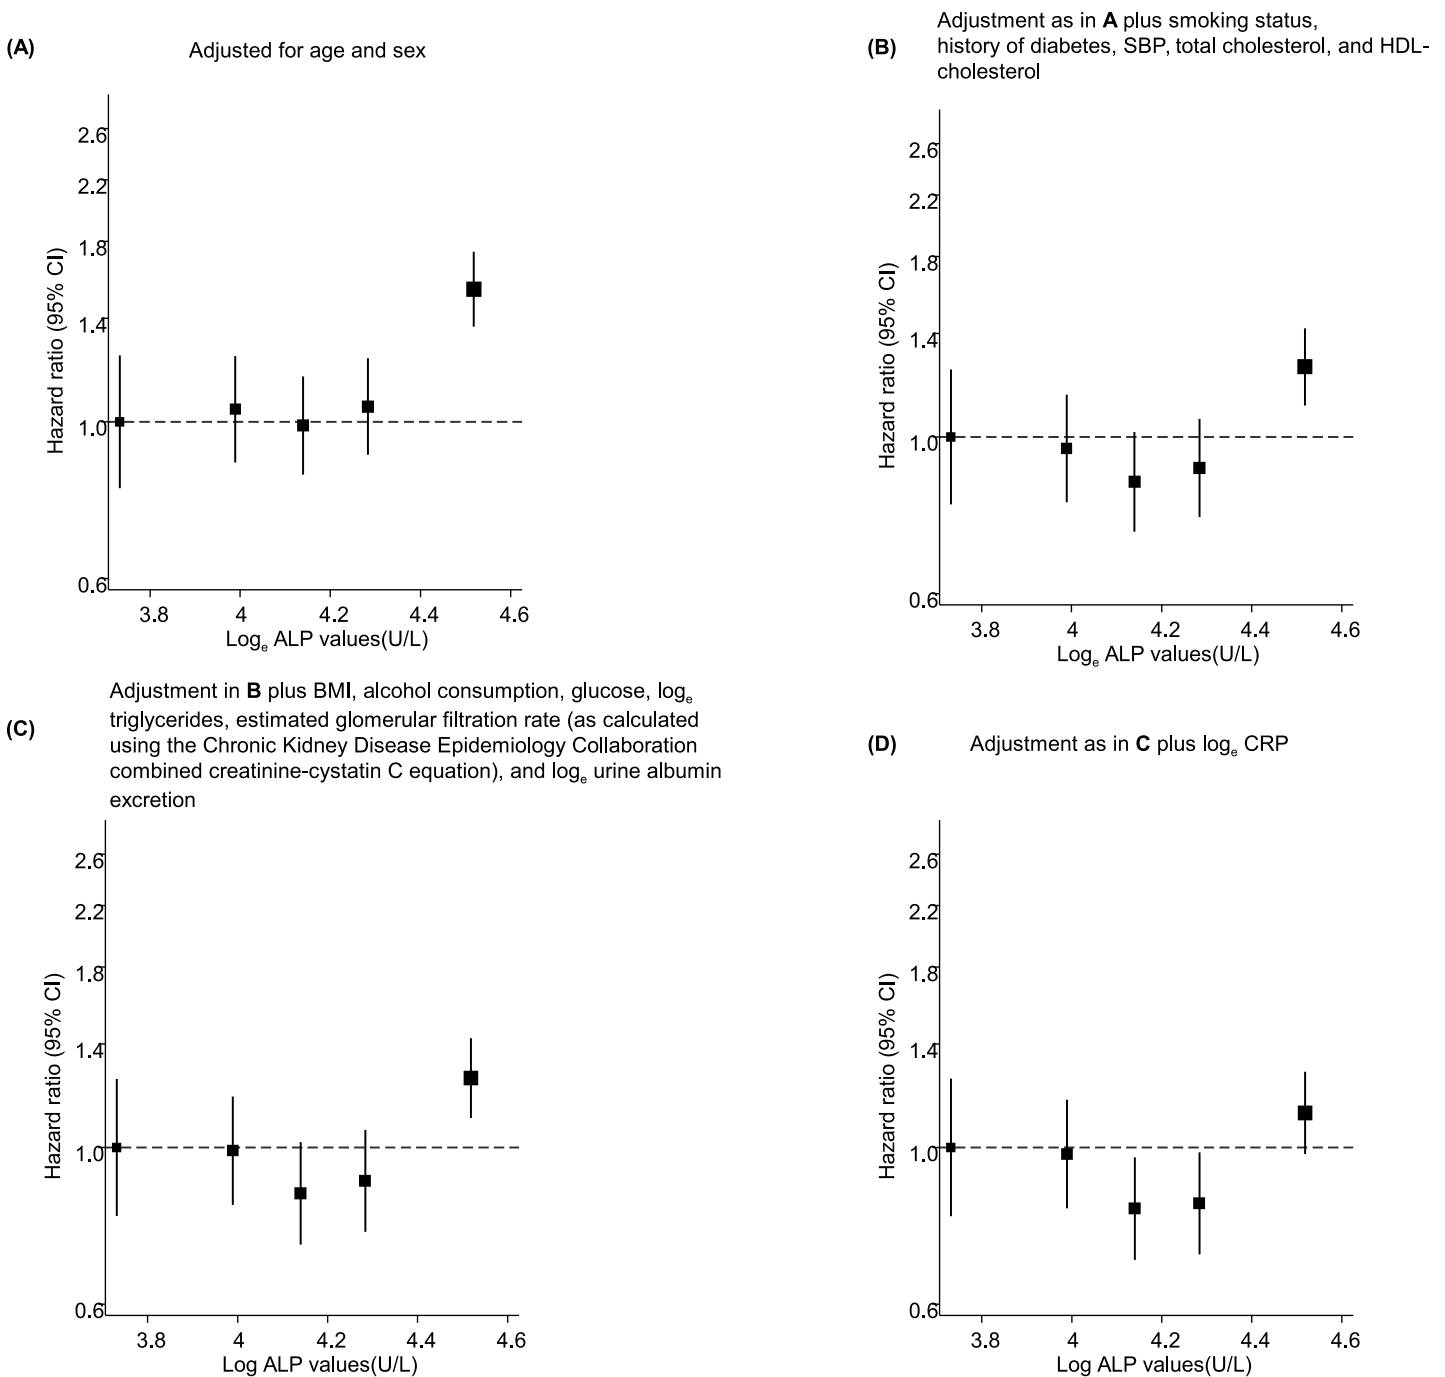 (A)
Adjusted for age and sex
2.6
2.2
1.8
1.4
1.0
0.6
Hazard ratio (95% CI)
3.8
4
4.2
4.4
4.6
Logₑ ALP values(U/L)
(B)
Adjustment as in A plus smoking status,
history of diabetes, SBP, total cholesterol, and HDL-
cholesterol
2.6
2.2
1.8
1.4
1.0
0.6
Hazard ratio (95% CI)
3.8
4
4.2
4.4
4.6
Logₑ ALP values(U/L)
(C)
Adjustment in B plus BMI, alcohol consumption, glucose, logₑ
triglycerides, estimated glomerular filtration rate (as calculated
using the Chronic Kidney Disease Epidemiology Collaboration
combined creatinine-cystatin C equation), and logₑ urine albumin
excretion
2.6
2.2
1.8
1.4
1.0
0.6
Hazard ratio (95% CI)
3.8
4
4.2
4.4
4.6
Log ALP values(U/L)
(D)
Adjustment as in C plus logₑ CRP
2.6
2.2
1.8
1.4
1.0
0.6
Hazard ratio (95% CI)
3.8
4
4.2
4.4
4.6
Log ALP values(U/L)